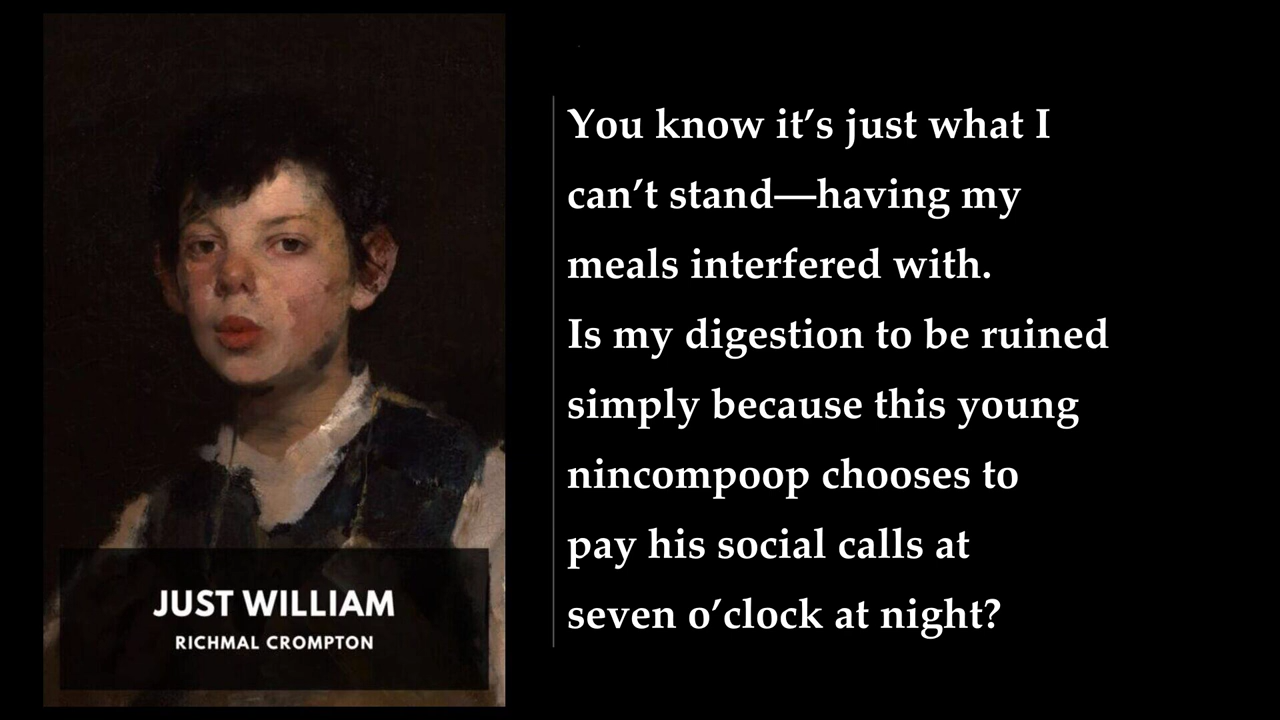 JUST WILLIAM
RICHMAL CROMPTON
You know it’s just what I
can’t stand—having my
meals interfered with.
Is my digestion to be ruined
simply because this young
nincompoop chooses to
pay his social calls at
seven o’clock at night?